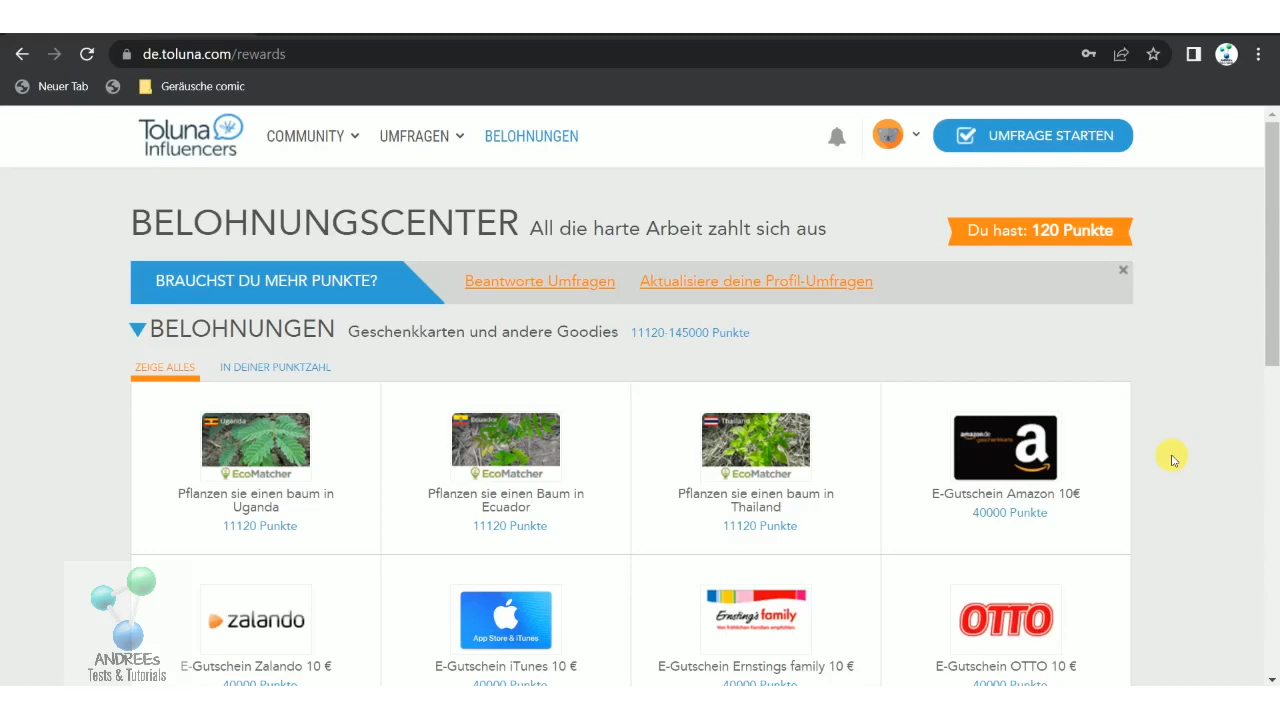 de.toluna.com/rewards
Neuer Tab
Geräusche comic
Toluna
Influencers
COMMUNITY
UMFRAGEN
BELOHNUNGEN
UMFRAGE STARTEN
BELOHNUNGSCENTER All die harte Arbeit zahlt sich aus
Du hast: 120 Punkte
BRAUCHST DU MEHR PUNKTE? Beantworte Umfragen Aktualisiere deine Profil-Umfragen
BELOHNUNGEN Geschenkkarten und andere Goodies 11120-145000 Punkte
ZEIGE ALLES IN DEINER PUNKTZAHL
Uganda
EcoMatcher
Pflanzen sie einen baum in
Uganda
11120 Punkte
Ecuador
EcoMatcher
Pflanzen sie einen Baum in
Ecuador
11120 Punkte
Thailand
EcoMatcher
Pflanzen sie einen baum in
Thailand
11120 Punkte
amazon.de
geschenkkarte
a
E-Gutschein Amazon 10€
40000 Punkte
zalando
E-Gutschein Zalando 10 €
40000 Punkte
App Store & iTunes
E-Gutschein iTunes 10 €
40000 Punkte
Ernsting's family
Von fröhlichen Familien empfohlen
E-Gutschein Ernstings family 10 €
40000 Punkte
OTTO
E-Gutschein OTTO 10 €
40000 Punkte
ANDREEs
Tests & Tutorials